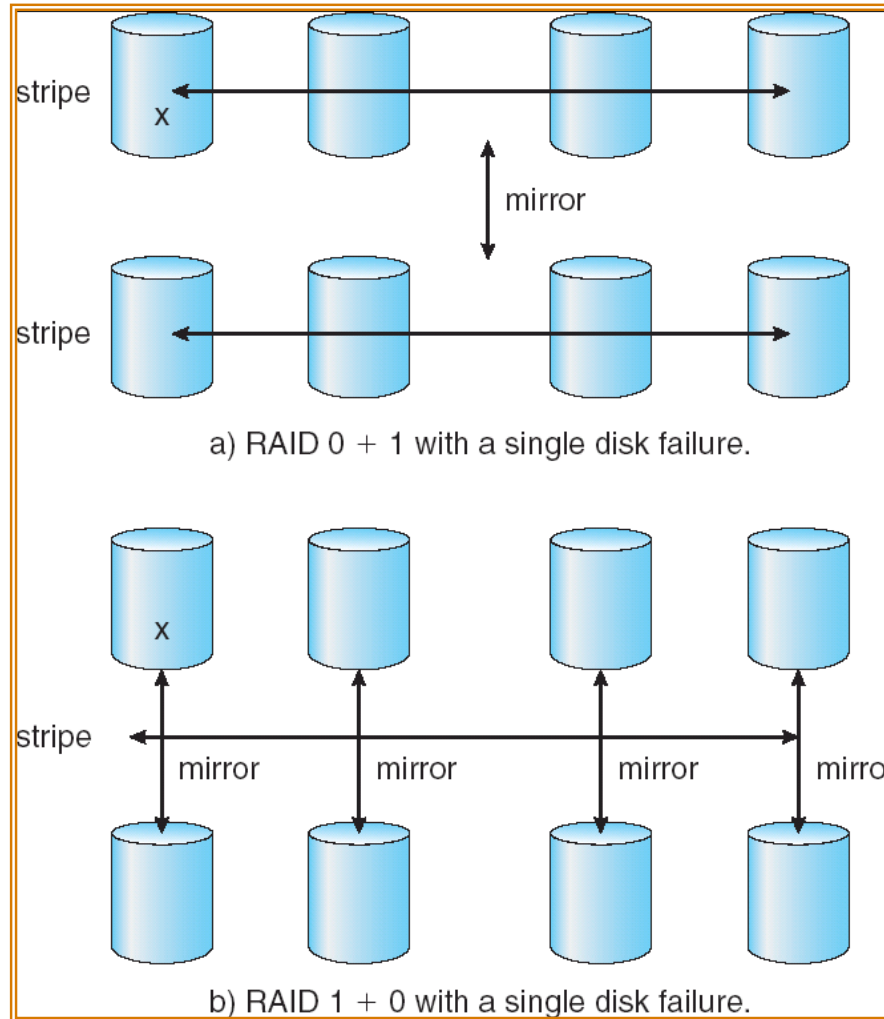 stripe
x
mirror
stripe
a) RAID 0 + 1 with a single disk failure.
x
stripe
mirror
mirror
mirror
mirro
b) RAID 1 + 0 with a single disk failure.